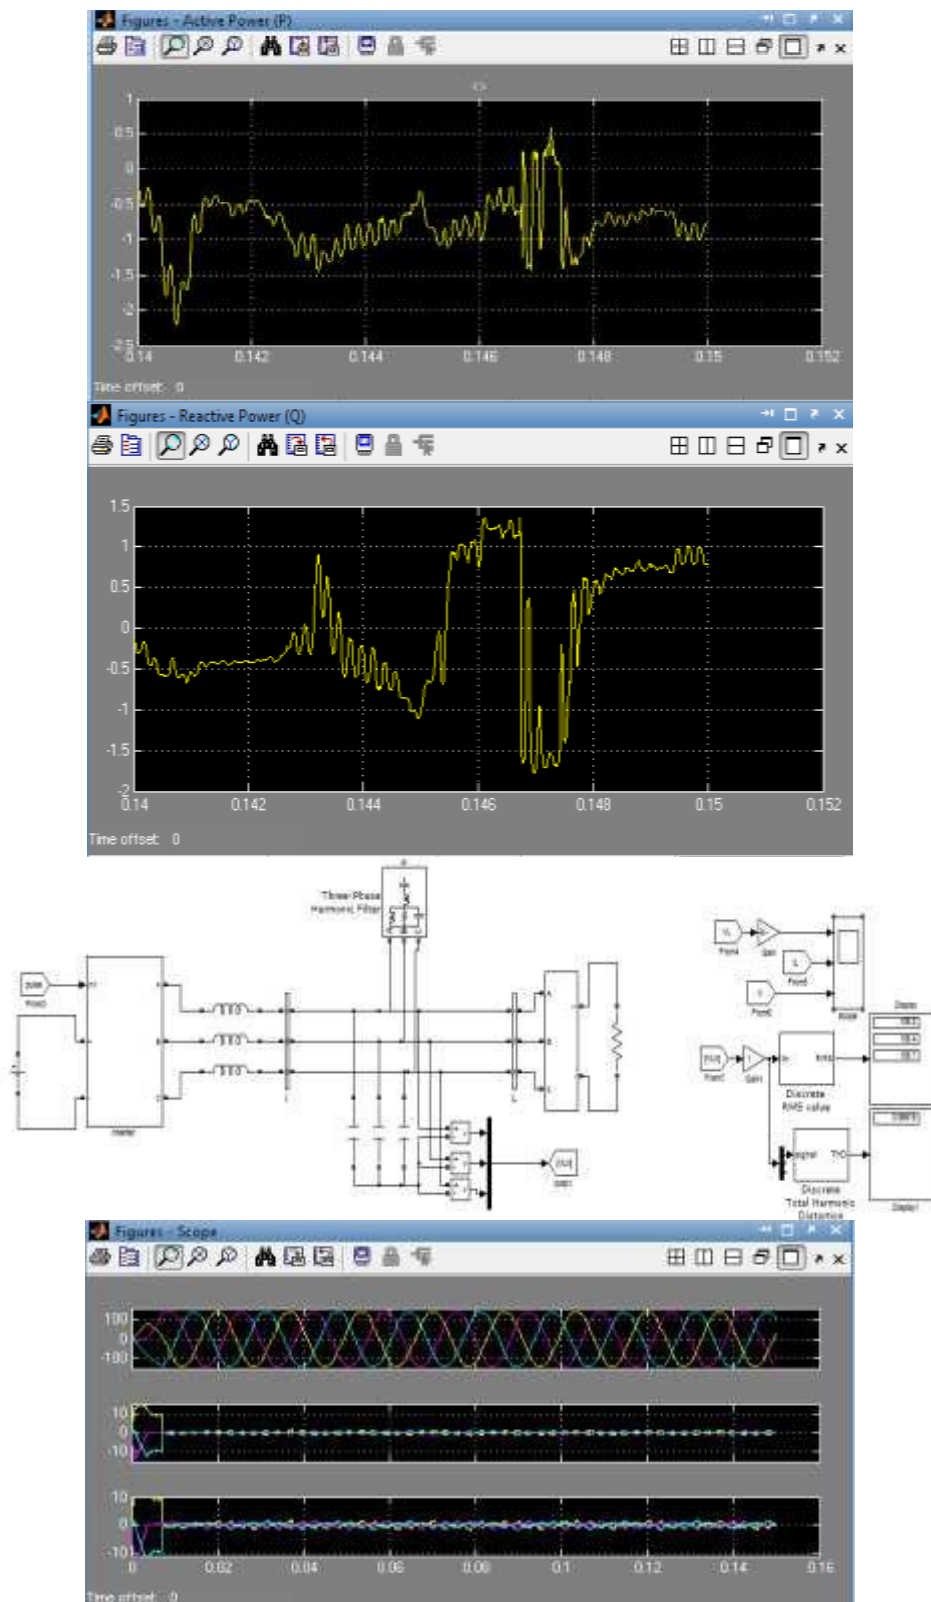 Figures - Active Power (P)
1
0.5
0
-0.5
-1
-1.5
-2
-2.5
0.14
0.142
0.144
0.146
0.148
0.15
0.152
Time offset: 0
Figures - Reactive Power (Q)
1.5
1
0.5
0
-0.5
-1
-1.5
-2
0.14
0.142
0.144
0.146
0.148
0.15
0.152
Time offset: 0
Three-Phase
Harmonic Filter
A
B
C
Discrete
RMS value
signal
THD
Discrete
Total Harmonic
Distortion
Display
Display1
Figures - Scope
100
0
-100
10
0
-10
10
0
-10
0
0.02
0.04
0.06
0.08
0.1
0.12
0.14
0.16
Time offset: 0